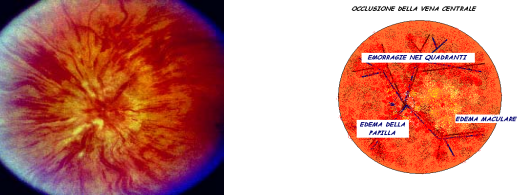 OCCLUSIONE DELLA VENA CENTRALE
EMORRAGIE NEI QUADRANTI
EDEMA DELLA
PAPILLA
EDEMA MACULARE